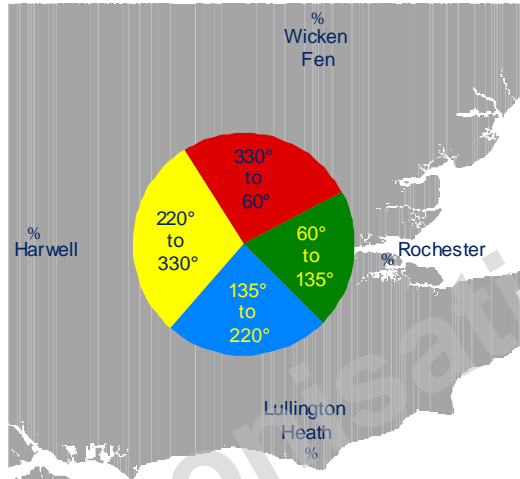 %
Wicken
Fen
330°
to
60°
220°
to
330°
60°
to
135°
%
Harwell
Rochester
%
135°
to
220°
Lullington
Heath
%